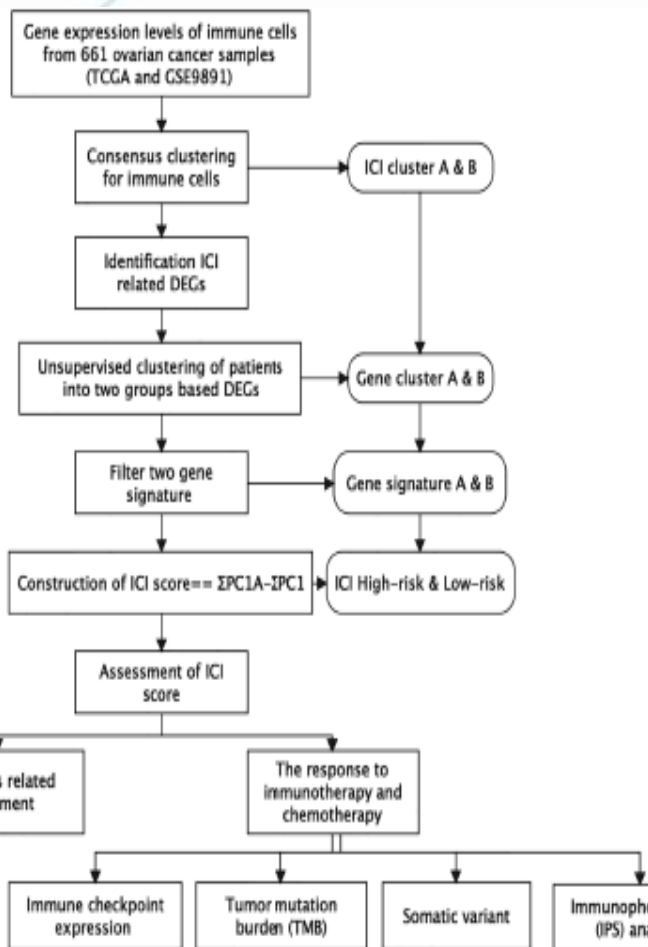 Gene expression levels of immune cells
from 661 ovarian cancer samples
(TCGA and GSE9891)
Consensus clustering
for immune cells
ICI cluster A & B
Identification ICI
related DEGs
Unsupervised clustering of patients
into two groups based DEGs
Gene cluster A & B
Filter two gene
signature
Gene signature A & B
Construction of ICI score== ΣPC1A-ΣPC1
ICI High-risk & Low-risk
Assessment of ICI
score
related
The response to
immunotherapy and
chemotherapy
Immune checkpoint
expression
Tumor mutation
burden (TMB)
Somatic variant
(IPS)